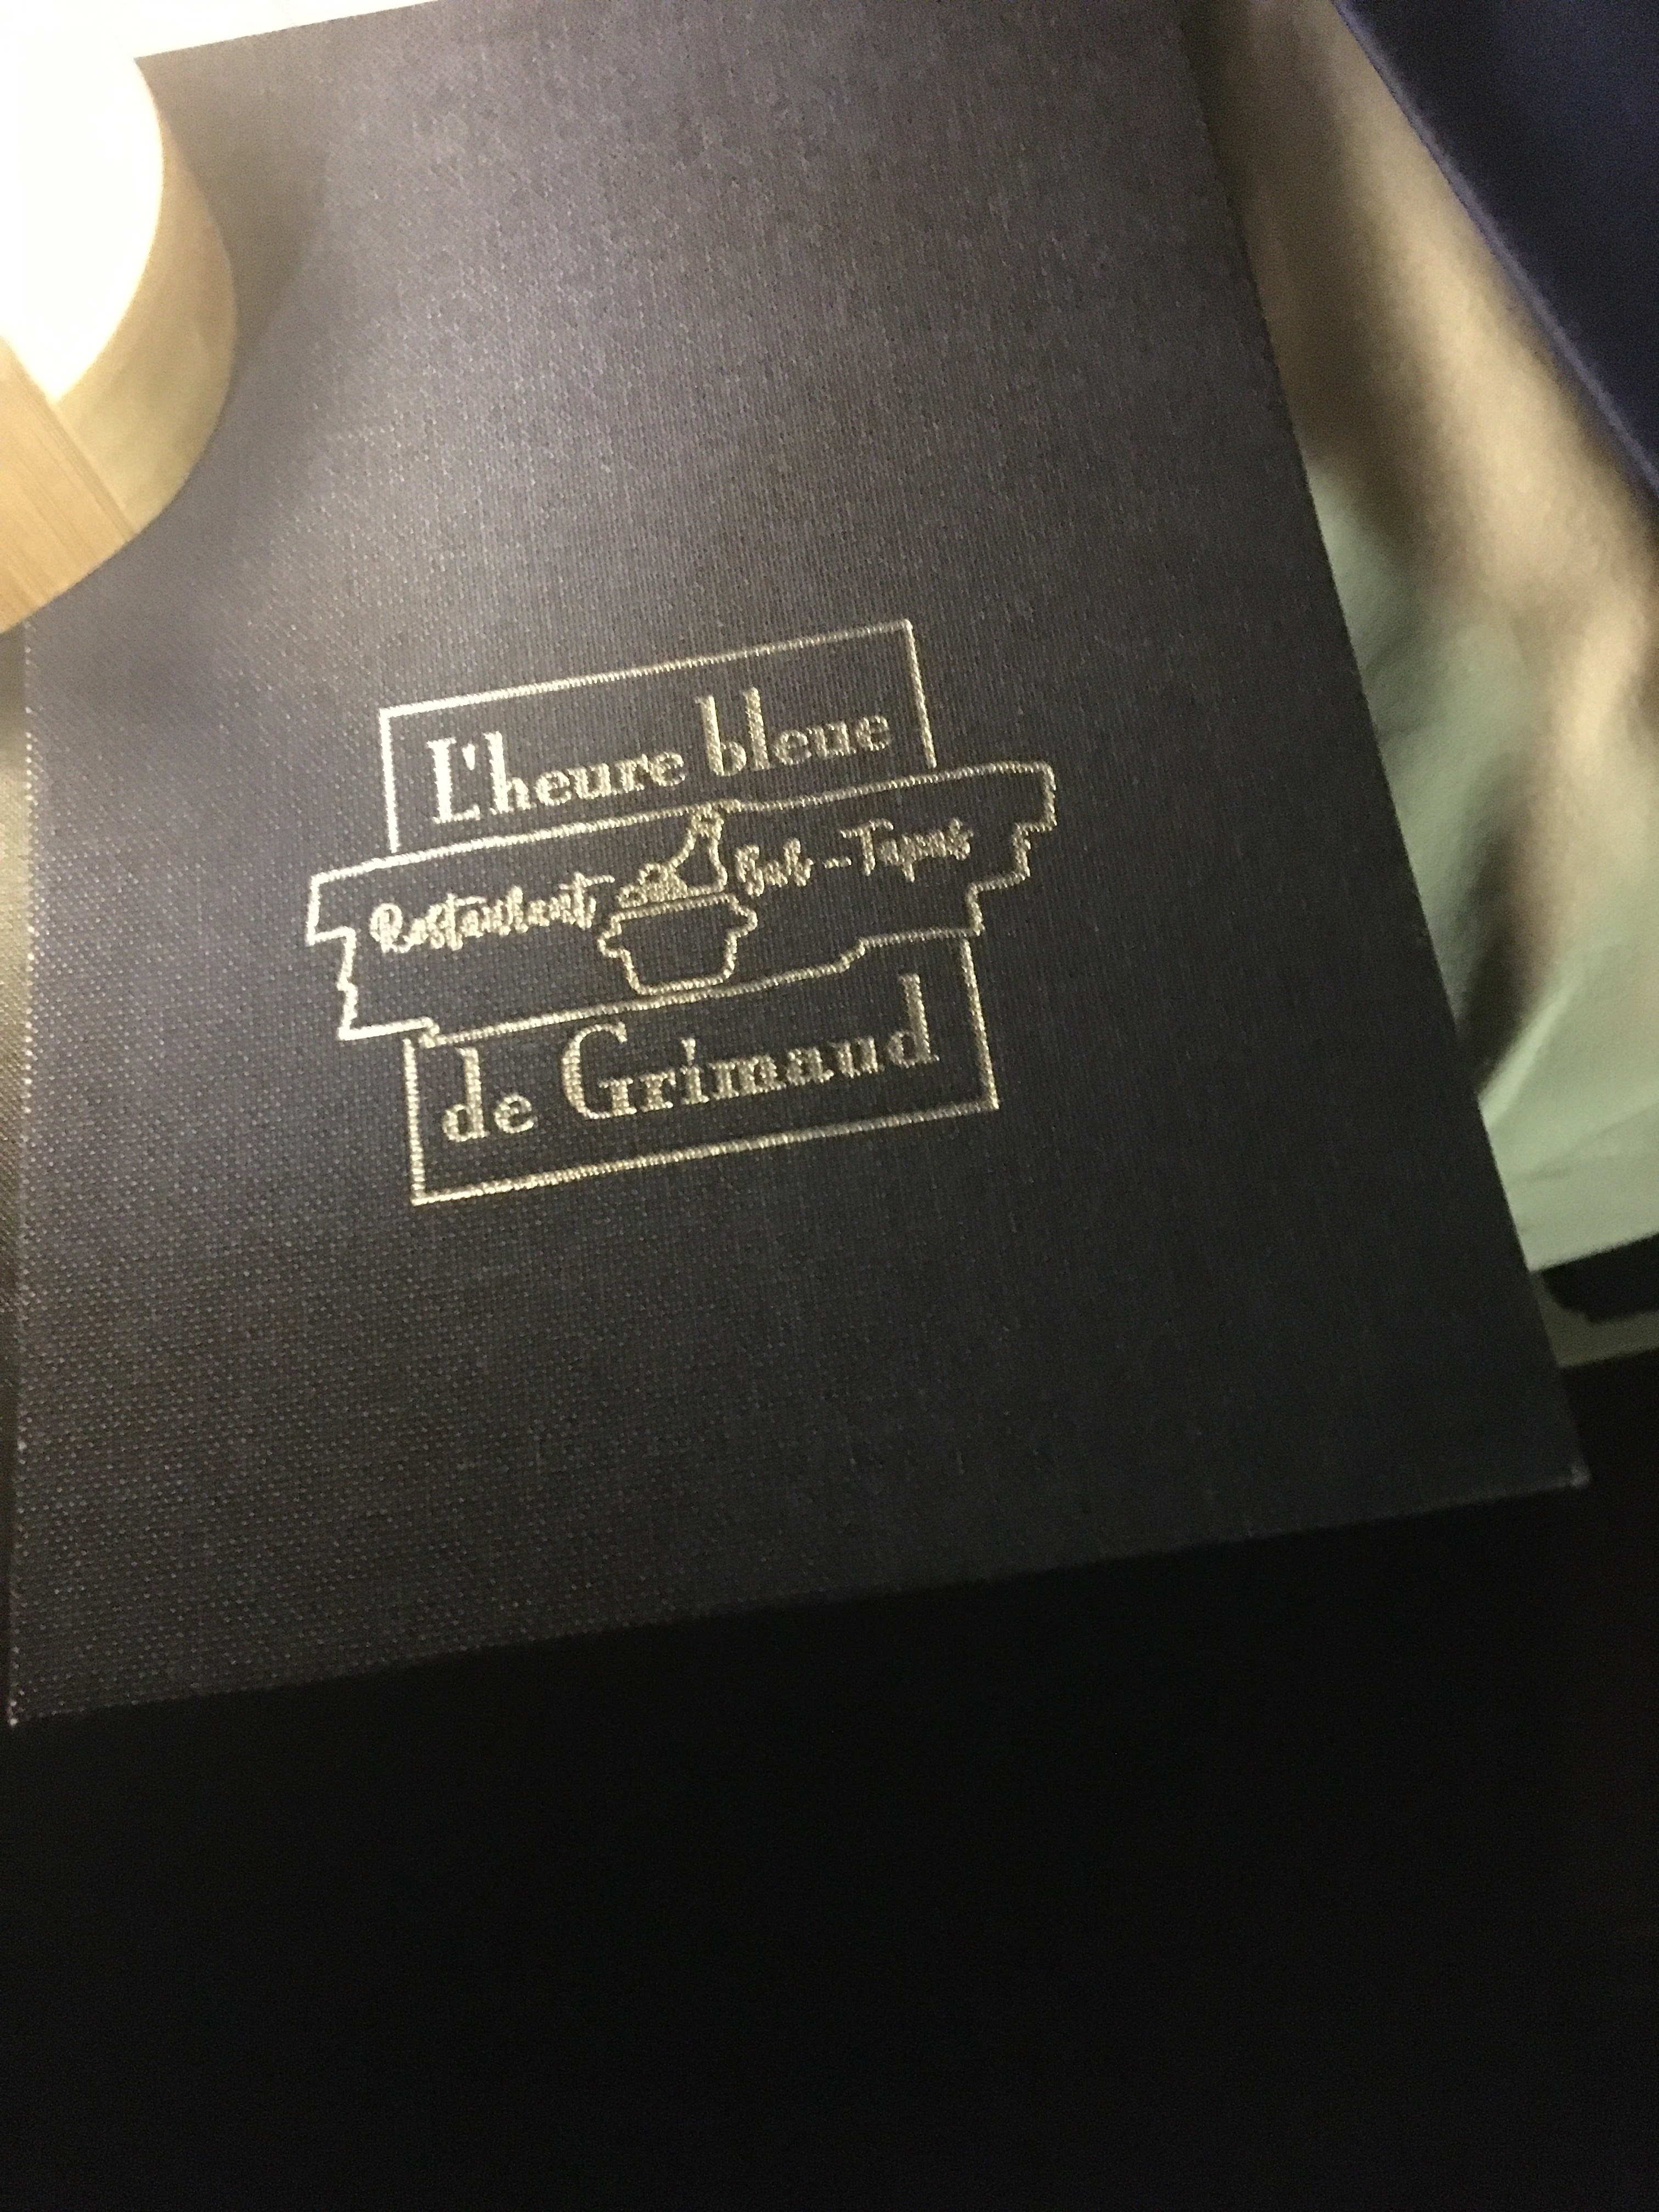 L'heure bleue
Restaurant Bar - Tapas
de Grimaud